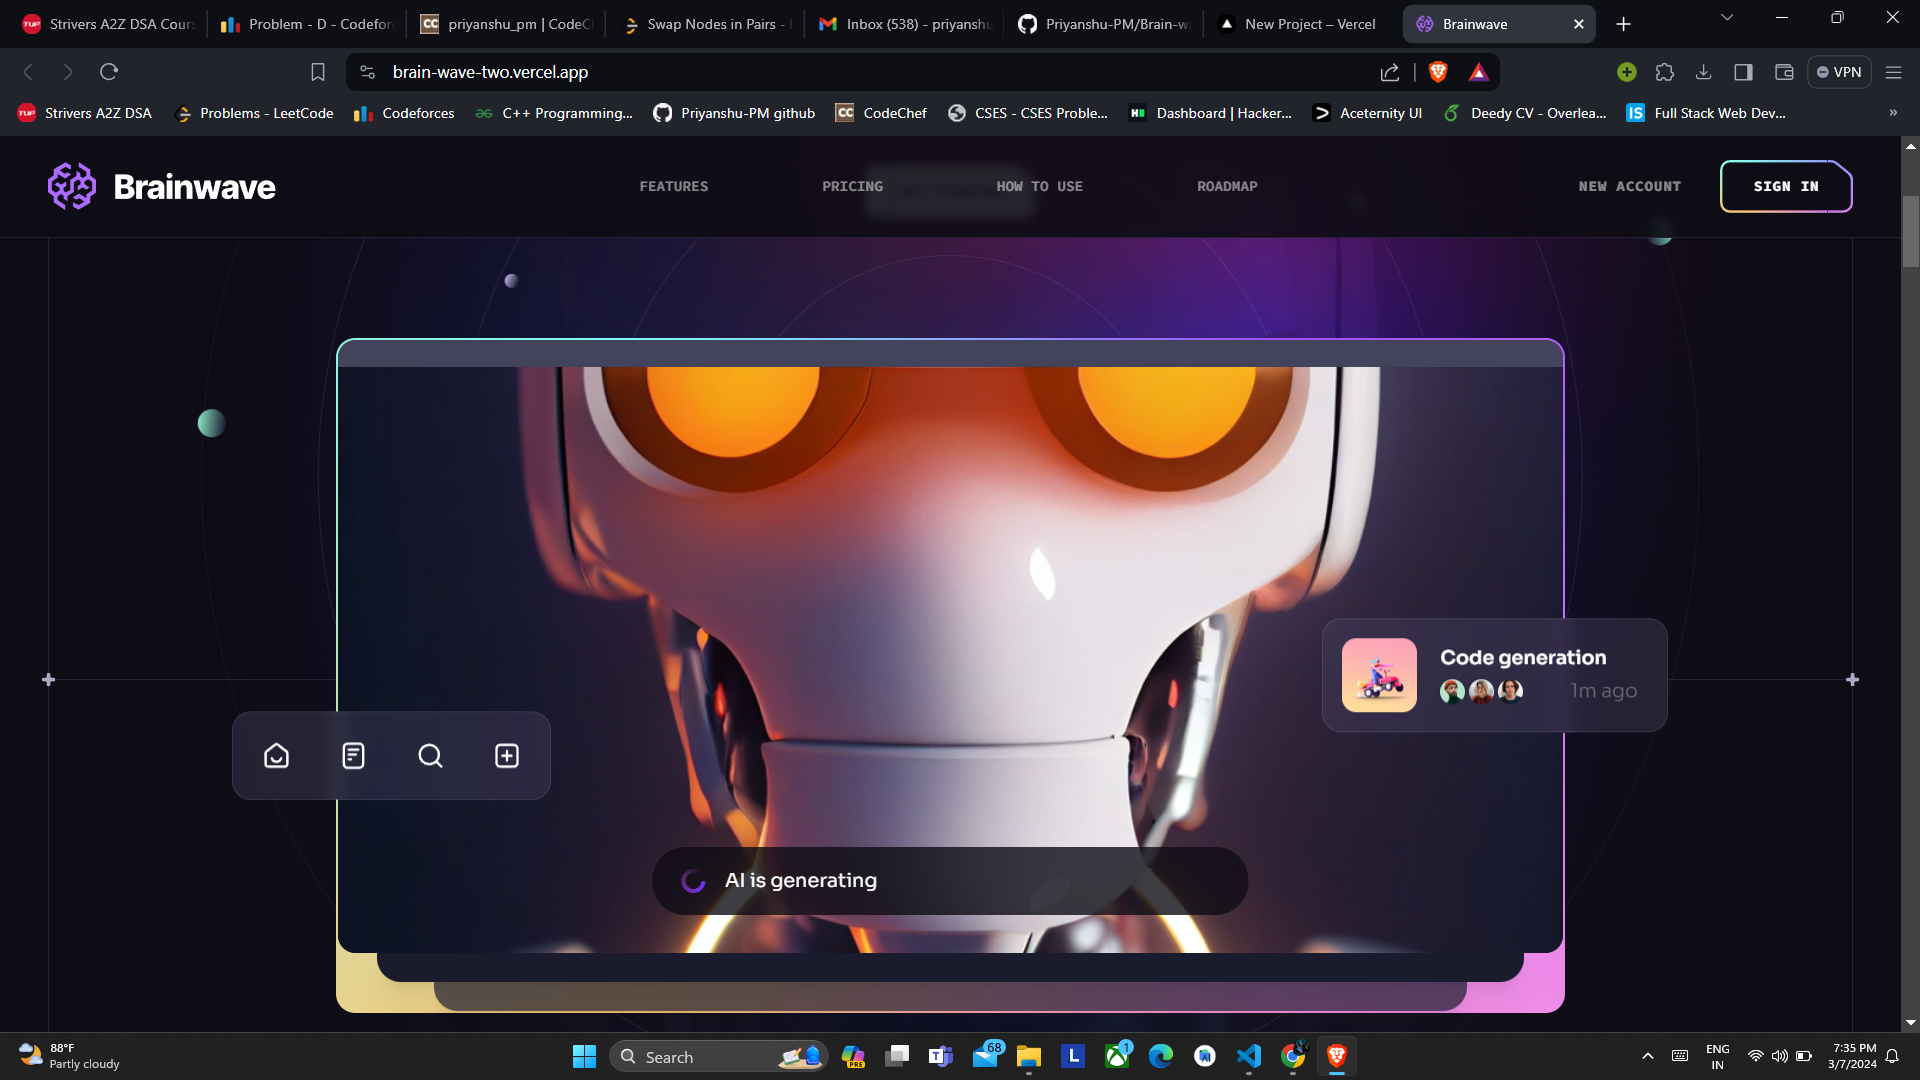 Strivers A2Z DSA Cours
Problem - D - Codefor
priyanshu_pm | CodeC
Swap Nodes in Pairs -
Inbox (538) - priyanshu
Priyanshu-PM/Brain-wa
New Project – Vercel
Brainwave
brain-wave-two.vercel.app
VPN
Strivers A2Z DSA
Problems - LeetCode
Codeforces
C++ Programming...
Priyanshu-PM github
CodeChef
CSES - CSES Proble...
Dashboard | Hacker...
Aceternity UI
Deedy CV - Overlea...
Full Stack Web Dev...
»
Brainwave
FEATURES
PRICING
HOW TO USE
ROADMAP
NEW ACCOUNT
SIGN IN
Code generation
1m ago
AI is generating
88°F
Partly cloudy
Search
PRE
68
L
1
ENG
IN
7:35 PM
3/7/2024